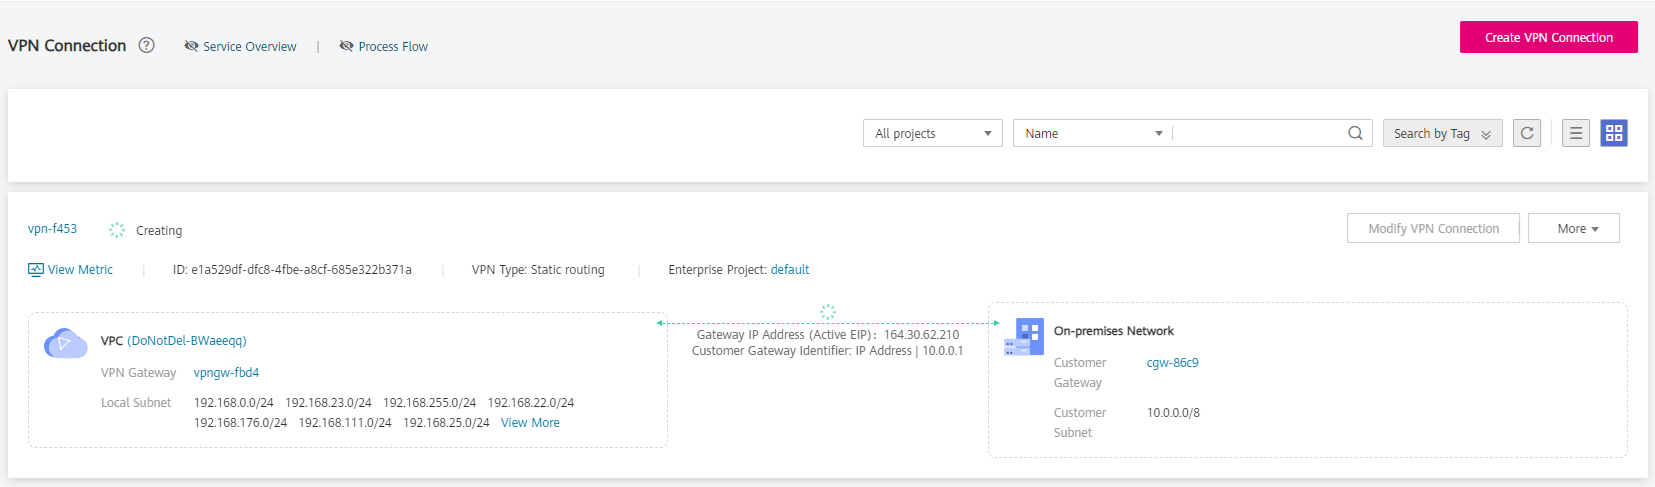 VPN Connection ? Service Overview | Process Flow Create VPN Connection
All projects Name Search by Tag
vpn-f453 Creating Modify VPN Connection More
View Metric | ID: e1a529df-dfc8-4fbe-a8cf-685e322b371a | VPN Type: Static routing | Enterprise Project: default
VPC (DoNotDel-BWaeeqq)
VPN Gateway vpngw-fbd4
Local Subnet 192.168.0.0/24 192.168.23.0/24 192.168.255.0/24 192.168.22.0/24
192.168.176.0/24 192.168.111.0/24 192.168.25.0/24 View More
Gateway IP Address (Active EIP): 164.30.62.210
Customer Gateway Identifier: IP Address | 10.0.0.1
On-premises Network
Customer Gateway cgw-86c9
Customer Subnet 10.0.0.0/8